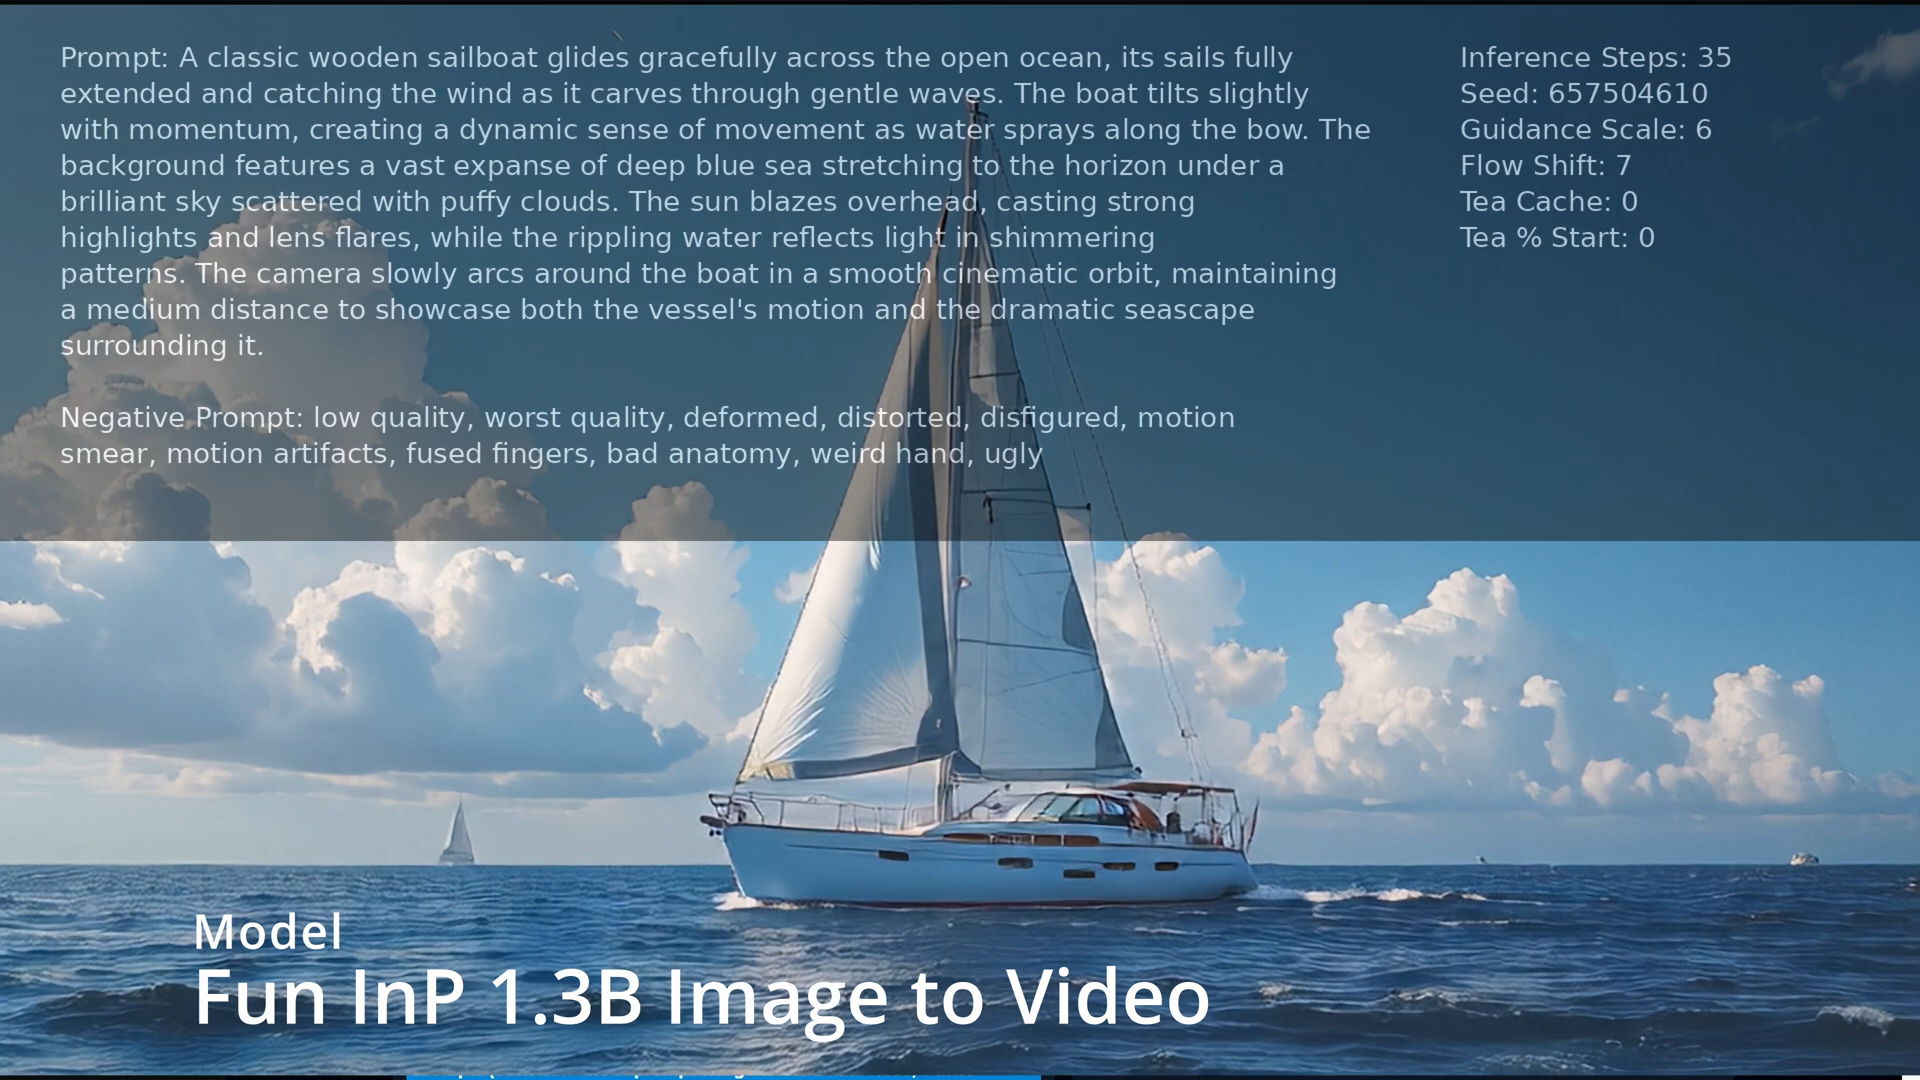 Prompt: A classic wooden sailboat glides gracefully across the open ocean, its sails fully
extended and catching the wind as it carves through gentle waves. The boat tilts slightly
with momentum, creating a dynamic sense of movement as water sprays along the bow. The
background features a vast expanse of deep blue sea stretching to the horizon under a
brilliant sky scattered with puffy clouds. The sun blazes overhead, casting strong
highlights and lens flares, while the rippling water reflects light in shimmering
patterns. The camera slowly arcs around the boat in a smooth cinematic orbit, maintaining
a medium distance to showcase both the vessel's motion and the dramatic seascape
surrounding it.
Negative Prompt: low quality, worst quality, deformed, distorted, disfigured, motion
smear, motion artifacts, fused fingers, bad anatomy, weird hand, ugly
Inference Steps: 35
Seed: 657504610
Guidance Scale: 6
Flow Shift: 7
Tea Cache: 0
Tea % Start: 0
Model
Fun InP 1.3B Image to Video